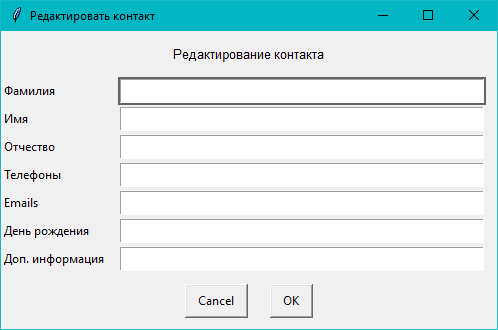 Редактировать контакт
Редактирование контакта
Фамилия
Имя
Отчество
Телефоны
Emails
День рождения
Доп. информация
Cancel OK